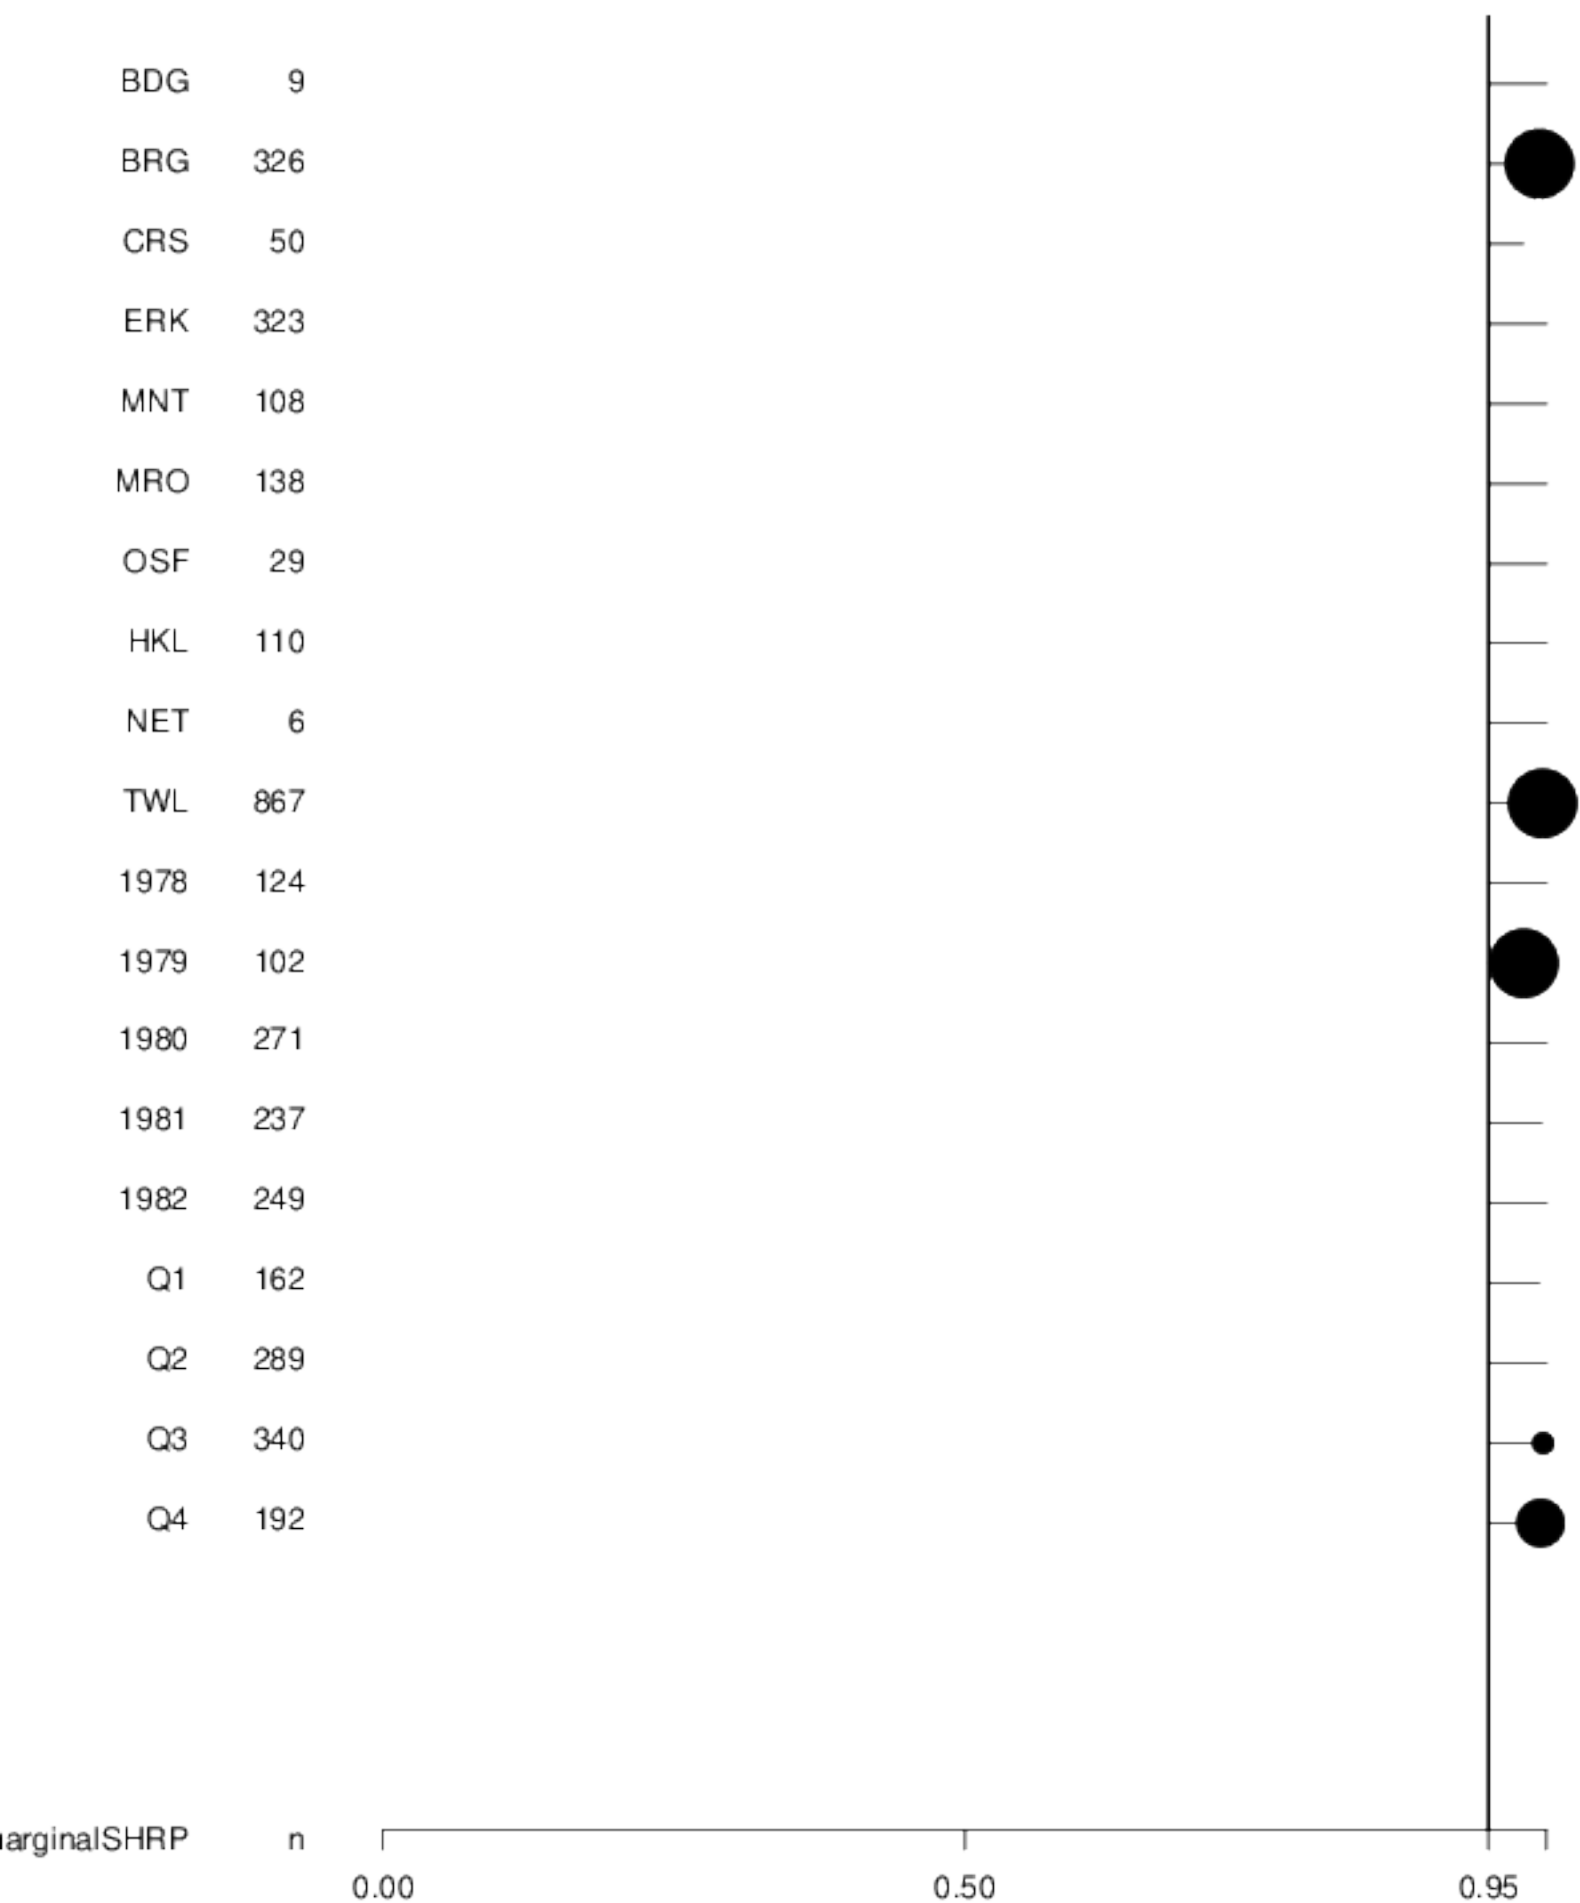 BDG 9
BRG 326
CRS 50
ERK 323
MNT 108
MRO 138
OSF 29
HKL 110
NET 6
TWL 867
1978 124
1979 102
1980 271
1981 237
1982 249
Q1 162
Q2 289
Q3 340
Q4 192
arginalSHRP n
0.00 0.50 0.95